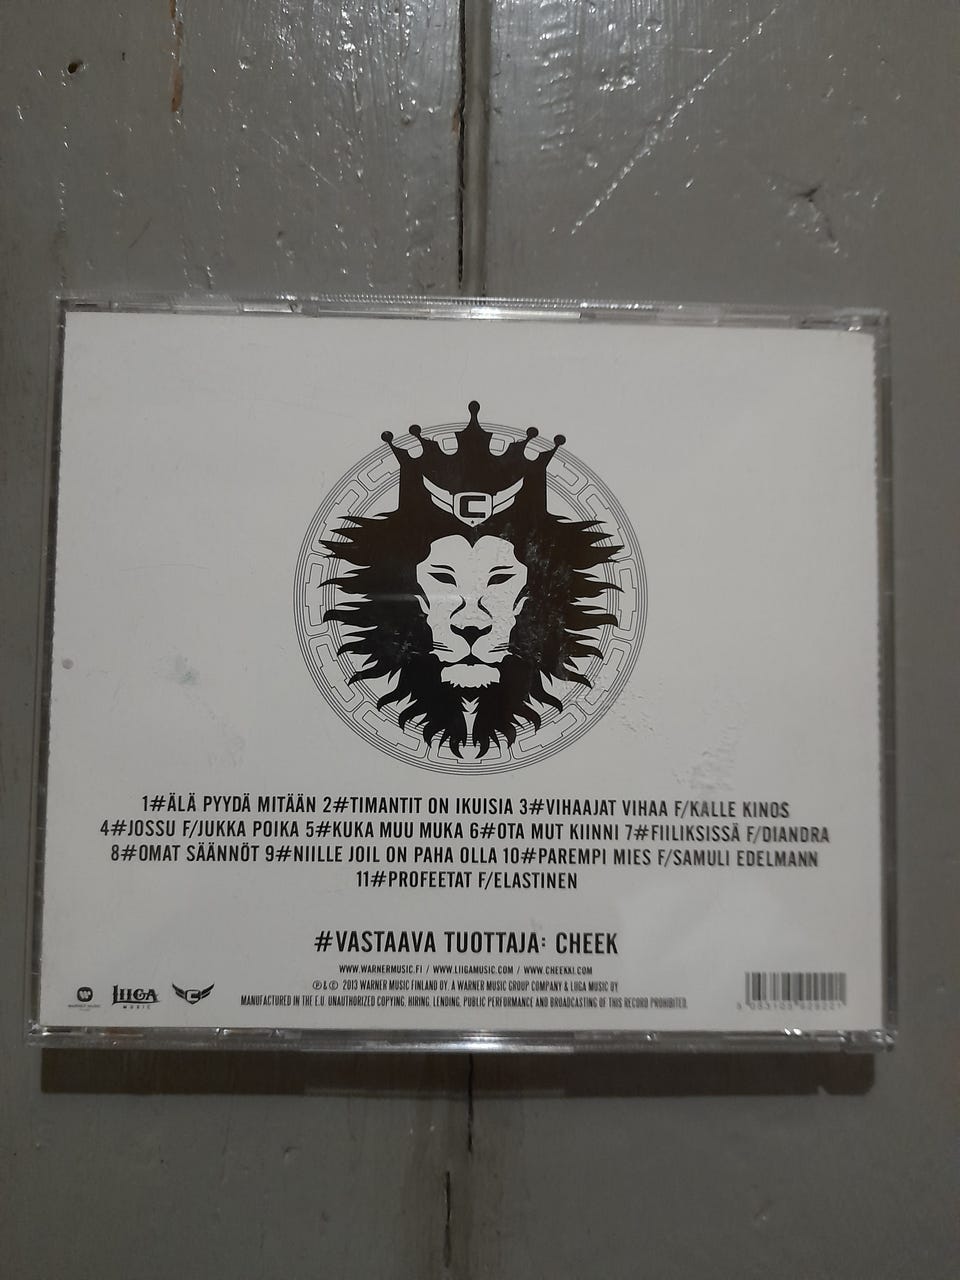 C
1#ÄLÄ PYYDÄ MITÄÄN 2#TIMANTIT ON IKUISIA 3#VIHAAJAT VIHAA F/KALLE KINOS
4#JOSSU F/JUKKA POIKA 5#KUKA MUU MUKA 6#OTA MUT KIINNI 7#FIILIKSISSÄ F/DIANDRA
8#OMAT SÄÄNNÖT 9#NIILLE JOIL ON PAHA OLLA 10#PAREMPI MIES F/SAMULI EDELMANN
11#PROFEETAT F/ELASTINEN
#VASTAAVA TUOTTAJA: CHEEK
WWW.WARNERMUSIC.FI / WWW.LIIGAMUSIC.COM / WWW.CHEEKKI.COM
℗&© 2013 WARNER MUSIC FINLAND OY. A WARNER MUSIC GROUP COMPANY & LIIGA MUSIC OY
MANUFACTURED IN THE E.U. UNAUTHORIZED COPYING, HIRING, LENDING, PUBLIC PERFORMANCE AND BROADCASTING OF THIS RECORD PROHIBITED.
WARNER MUSIC
LIIGA
MUSIC
C